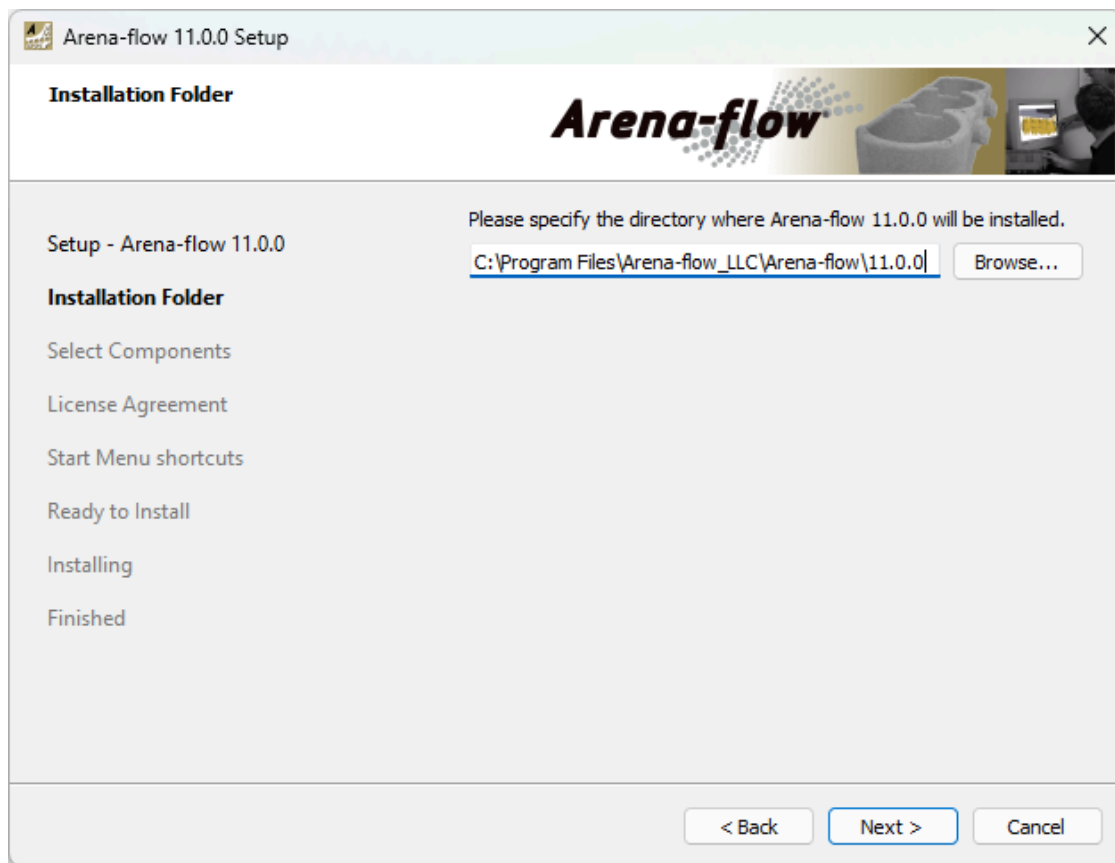 Arena-flow 11.0.0 Setup
Installation Folder
Arena-flow
Setup - Arena-flow 11.0.0
Installation Folder
Select Components
License Agreement
Start Menu shortcuts
Ready to Install
Installing
Finished
Please specify the directory where Arena-flow 11.0.0 will be installed.
C:\Program Files\Arena-flow_LLC\Arena-flow\11.0.0
Browse...
< Back
Next >
Cancel